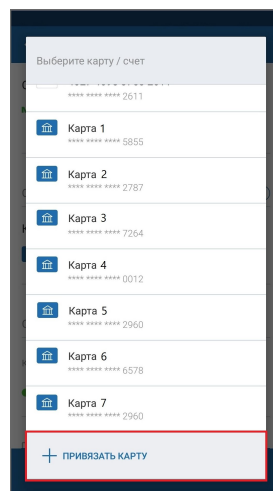 Выберите карту / счет
**** **** **** 2611
Карта 1
**** **** **** 5855
Карта 2
**** **** **** 2787
Карта 3
**** **** **** 7264
Карта 4
**** **** **** 0012
Карта 5
**** **** **** 2960
Карта 6
**** **** **** 6578
Карта 7
**** **** **** 2960
ПРИВЯЗАТЬ КАРТУ